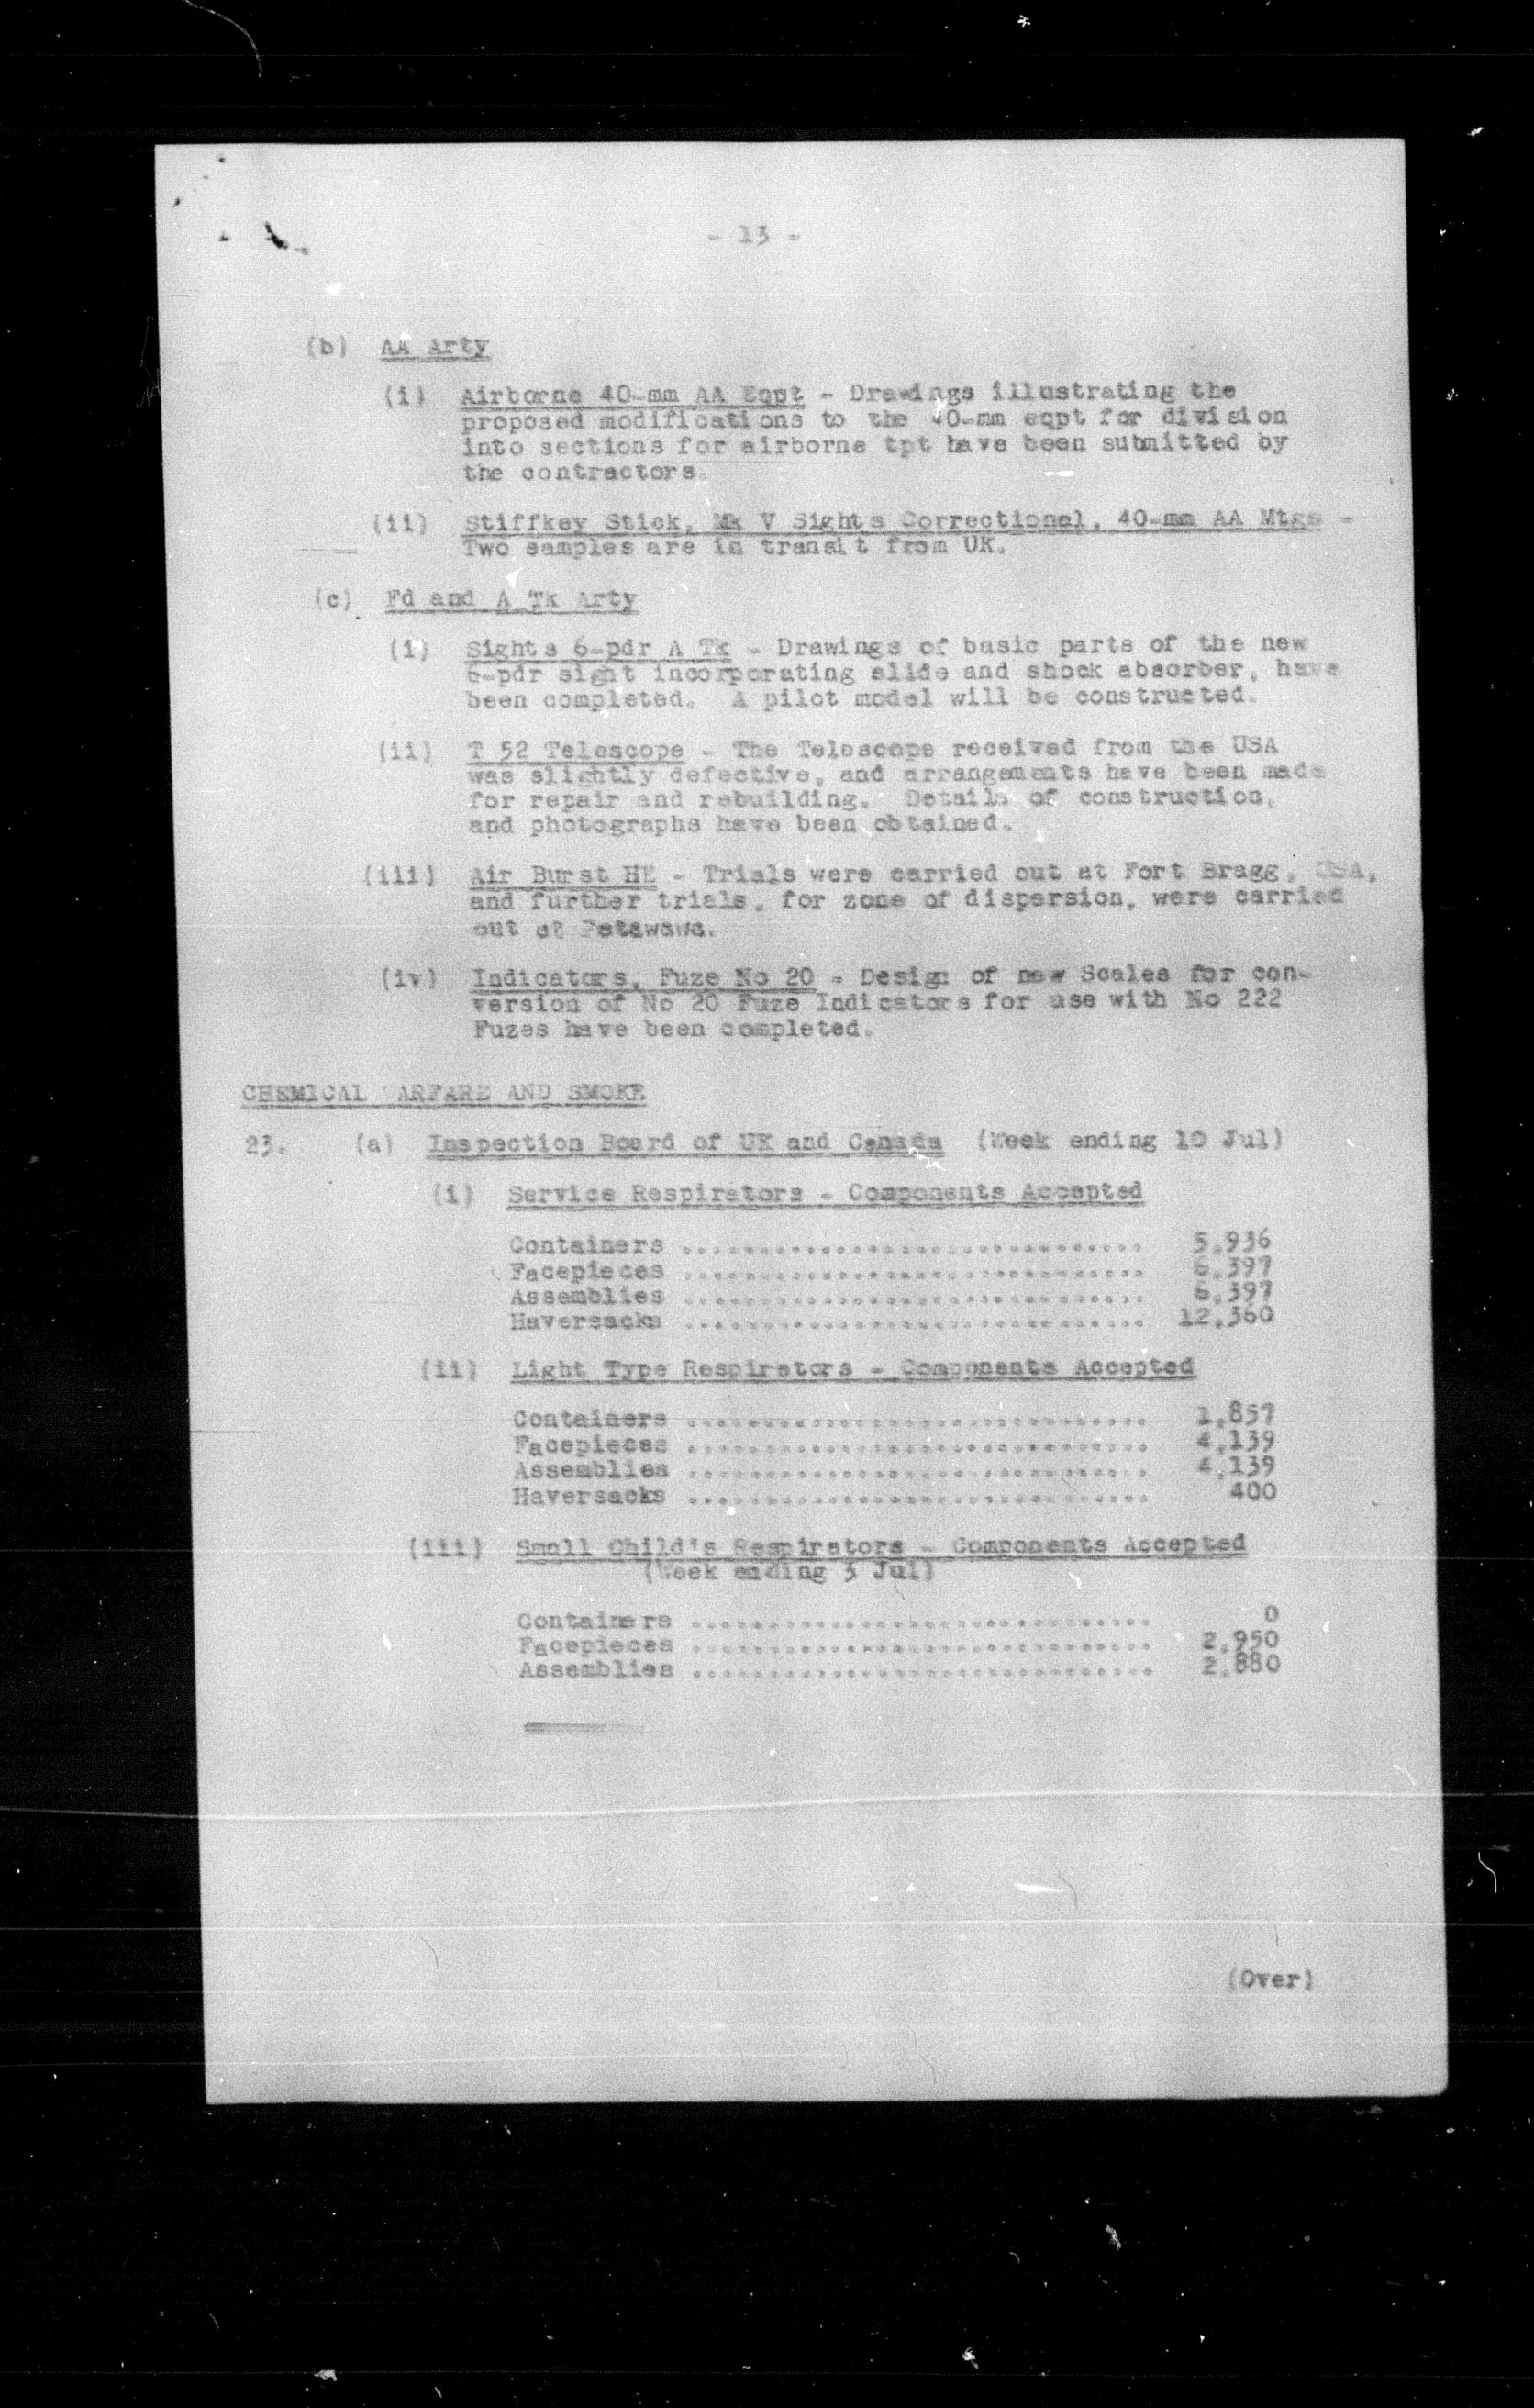 - 13 -
(b) AA Arty
(i) Airborne 40-mm AA Eqpt - Drawings illustrating the
proposed modifications to the 40-mm eqpt for division
into sections for airborne tpt have been submitted by
the contractors.
(ii) Stiffkey Stick, Mk V Sights Correctional, 40-mm AA Mtgs -
Two samples are in transit from UK.
(c) Fd and A Tk Arty
(i) Sights 6-pdr A Tk - Drawings of basic parts of the new
6-pdr sight incorporating slide and shock absorber, have
been completed. A pilot model will be constructed.
(ii) T 52 Telescope - The Telescope received from the USA
was slightly defective, and arrangements have been made
for repair and rebuilding. Details of construction,
and photographs have been obtained.
(iii) Air Burst HE - Trials were carried out at Fort Bragg, USA,
and further trials, for zone of dispersion, were carried
out at Petawawa.
(iv) Indicators, Fuze No 20 - Design of new Scales for con-
version of No 20 Fuze Indicators for use with No 222
Fuzes have been completed.
CHEMICAL WARFARE AND SMOKE
23. (a) Inspection Board of UK and Canada (Week ending 10 Jul)
(i) Service Respirators - Components Accepted
Containers .............................. 5,936
Facepieces .............................. 6,397
Assemblies .............................. 6,397
Haversacks .............................. 12,360
(ii) Light Type Respirators - Components Accepted
Containers .............................. 1,857
Facepieces .............................. 4,139
Assemblies .............................. 4,139
Haversacks .............................. 400
(iii) Small Child's Respirators - Components Accepted
(Week ending 3 Jul)
Containers .............................. 0
Facepieces .............................. 2,950
Assemblies .............................. 2,880
(Over)